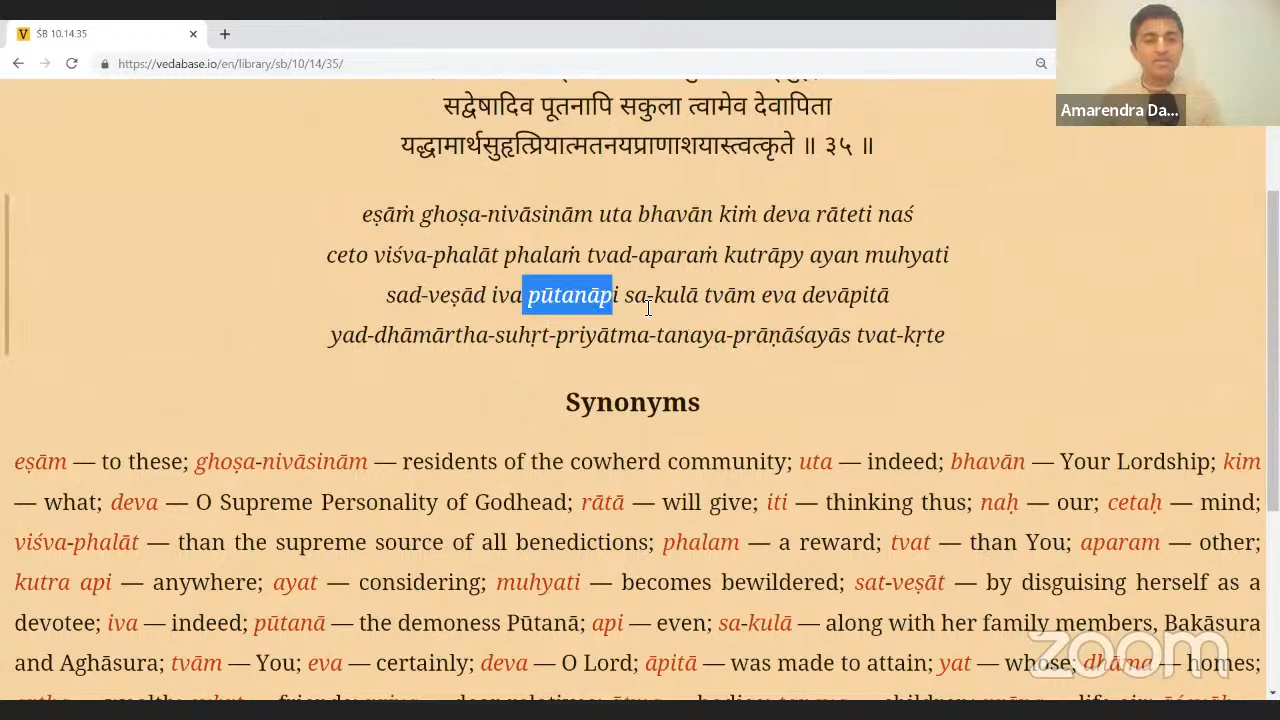 ŚB 10.14.35
https://vedabase.io/en/library/sb/10/14/35/
Amarendra Da...
सद्वेषादिव पूतनापि सकुला त्वामेव देवापिता
यद्धामार्थसुहृत्प्रियात्मतनयप्राणाशयास्त्वत्कृते ॥ ३५ ॥
eṣāṁ ghoṣa-nivāsinām uta bhavān kiṁ deva rāteti naś
ceto viśva-phalāt phalaṁ tvad-aparaṁ kutrāpy ayan muhyati
sad-veṣād iva pūtanāpi sa-kulā tvām eva devāpitā
yad-dhāmārtha-suhṛt-priyātma-tanaya-prāṇāśayās tvat-kṛte
Synonyms
eṣām — to these; ghoṣa-nivāsinām — residents of the cowherd community; uta — indeed; bhavān — Your Lordship; kim
— what; deva — O Supreme Personality of Godhead; rātā — will give; iti — thinking thus; naḥ — our; cetaḥ — mind;
viśva-phalāt — than the supreme source of all benedictions; phalam — a reward; tvat — than You; aparam — other;
kutra api — anywhere; ayat — considering; muhyati — becomes bewildered; sat-veṣāt — by disguising herself as a
devotee; iva — indeed; pūtanā — the demoness Pūtanā; api — even; sa-kulā — along with her family members, Bakāsura
and Aghāsura; tvām — You; eva — certainly; deva — O Lord; āpitā — was made to attain; yat — whose; dhāma — homes;
zoom